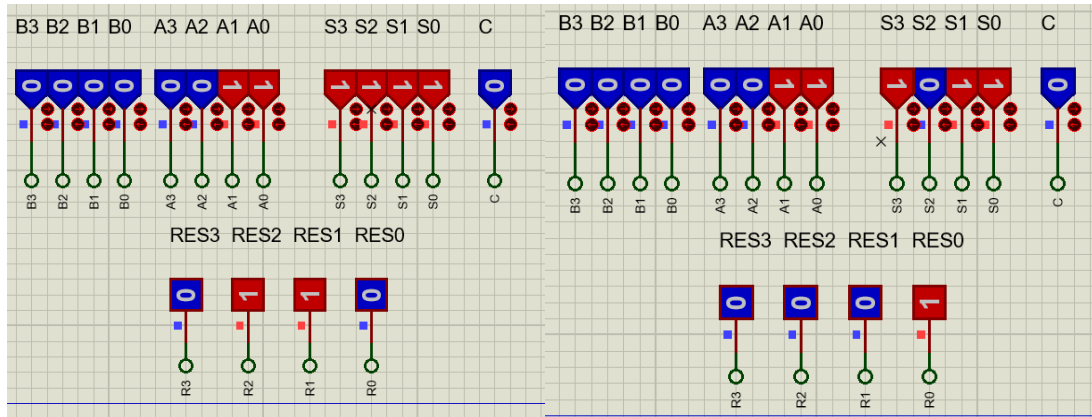 B3 B2 B1 B0 A3 A2 A1 A0 S3 S2 S1 S0 C
0 0 0 0 0 0 1 1 1 1 1 1 0
B3 B2 B1 B0 A3 A2 A1 A0 S3 S2 S1 S0 C
RES3 RES2 RES1 RES0
0 1 1 0
R3 R2 R1 R0
B3 B2 B1 B0 A3 A2 A1 A0 S3 S2 S1 S0 C
0 0 0 0 0 0 1 1 1 0 1 1 0
B3 B2 B1 B0 A3 A2 A1 A0 S3 S2 S1 S0 C
RES3 RES2 RES1 RES0
0 0 0 1
R3 R2 R1 R0